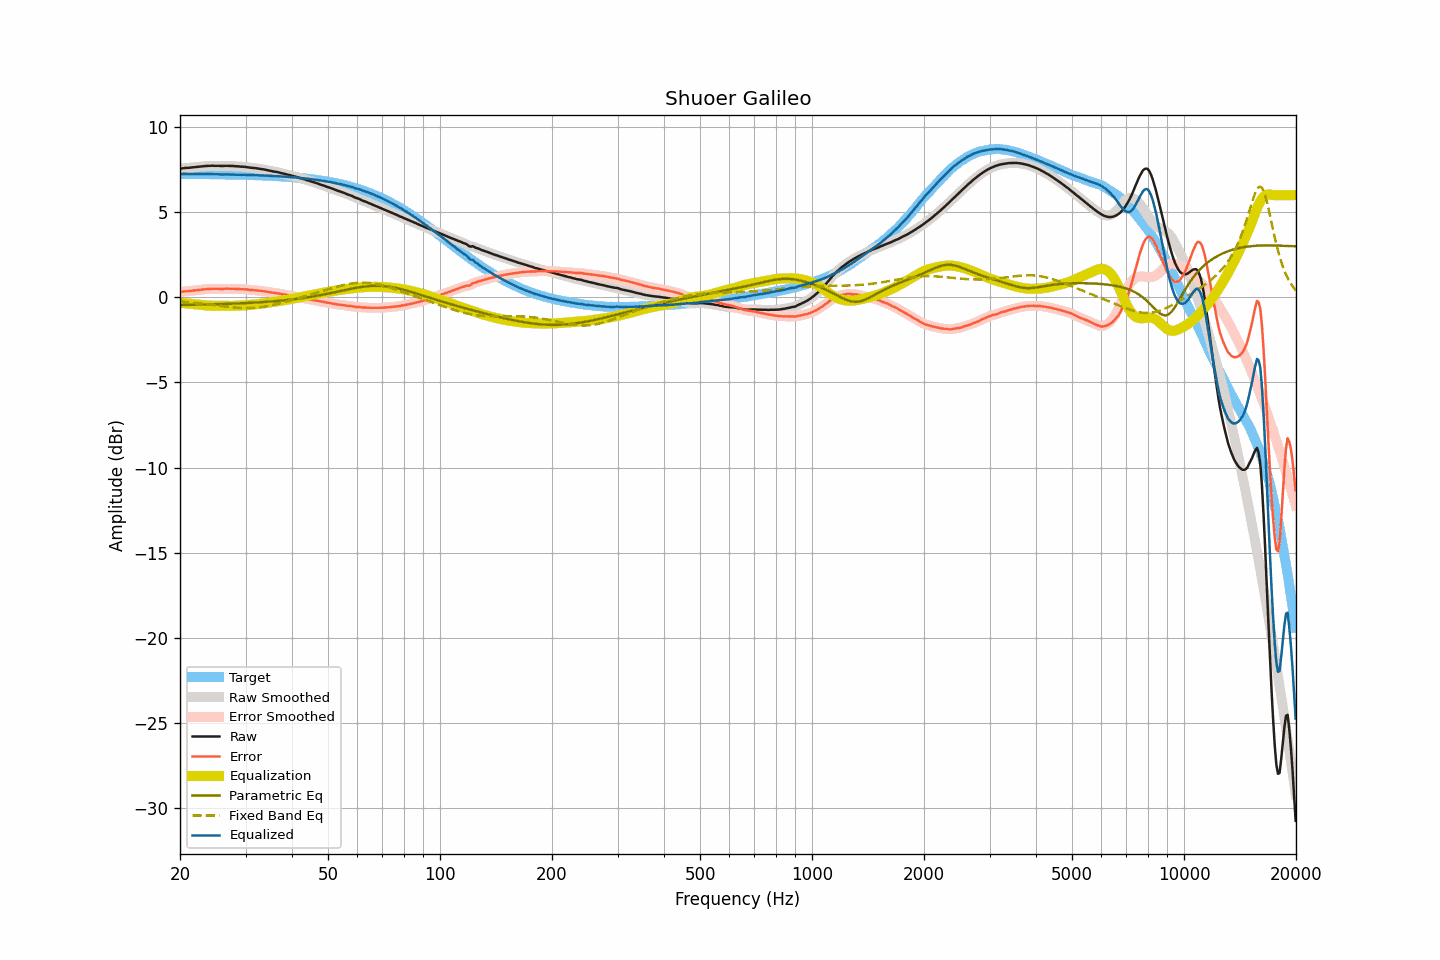 Shuoer Galileo
10
5
0
−5
−10
−15
−20
−25
−30
Amplitude (dBr)
Target
Raw Smoothed
Error Smoothed
Raw
Error
Equalization
Parametric Eq
Fixed Band Eq
Equalized
20 50 100 200 500 1000 2000 5000 10000 20000
Frequency (Hz)